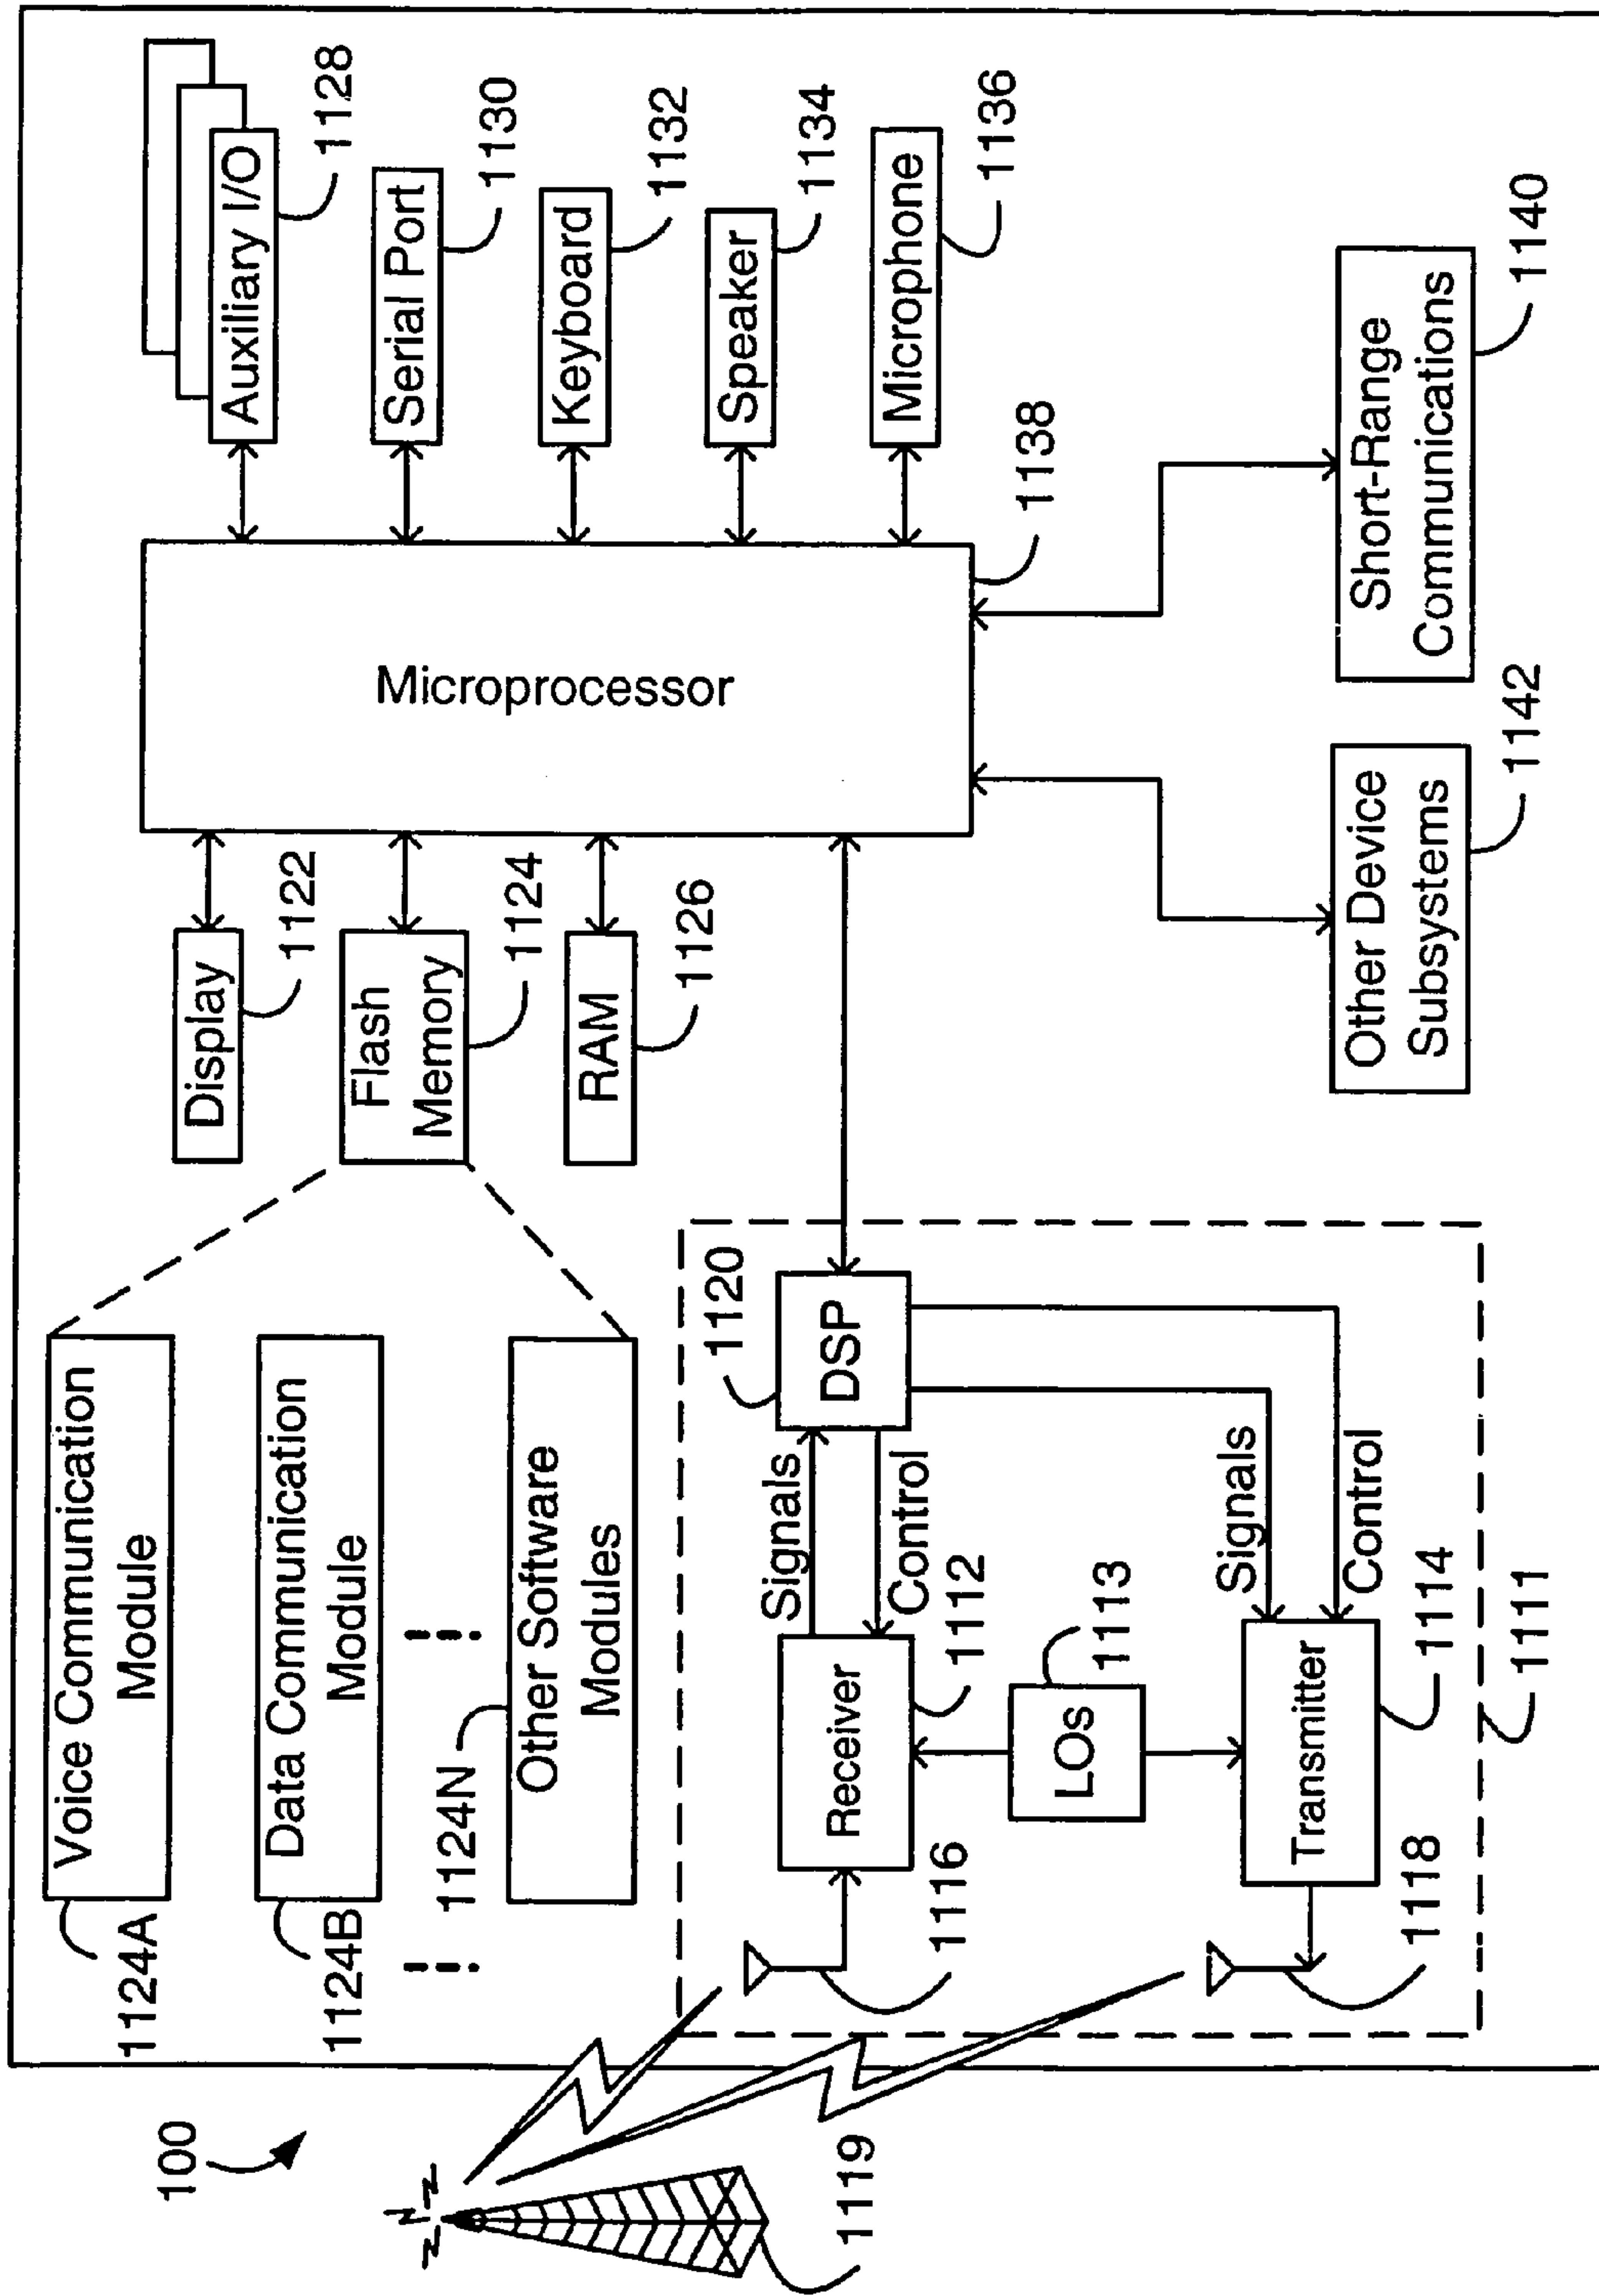 100
1119
1124A
Voice Communication
Module
1124B
Data Communication
Module
1124N
Other Software
Modules
Display
1122
Flash
Memory
1124
RAM
1126
Microprocessor
1138
Auxiliary I/O
1128
Serial Port
1130
Keyboard
1132
Speaker
1134
Microphone
1136
1120
DSP
Signals
Control
Receiver
1112
1116
LOs
1113
Signals
Control
Transmitter
1114
1118
1111
Other Device
Subsystems
1142
Short-Range
Communications
1140